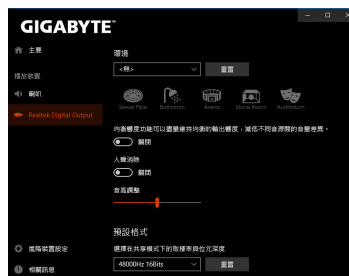 GIGABYTE™
主要
播放裝置
喇叭
Realtek Digital Output
進階裝置設定
相關訊息
環境
<無>
重置
Sewer Pipe
Bathroom
Arena
Stone Room
Auditorium
均衡響度功能可以盡量維持均衡的輸出響度，減低不同音源間的音量差異。
關閉
人聲消除
關閉
音高調整
預設格式
選擇在共享模式下的取樣率與位元深度
48000Hz 16Bits
重置